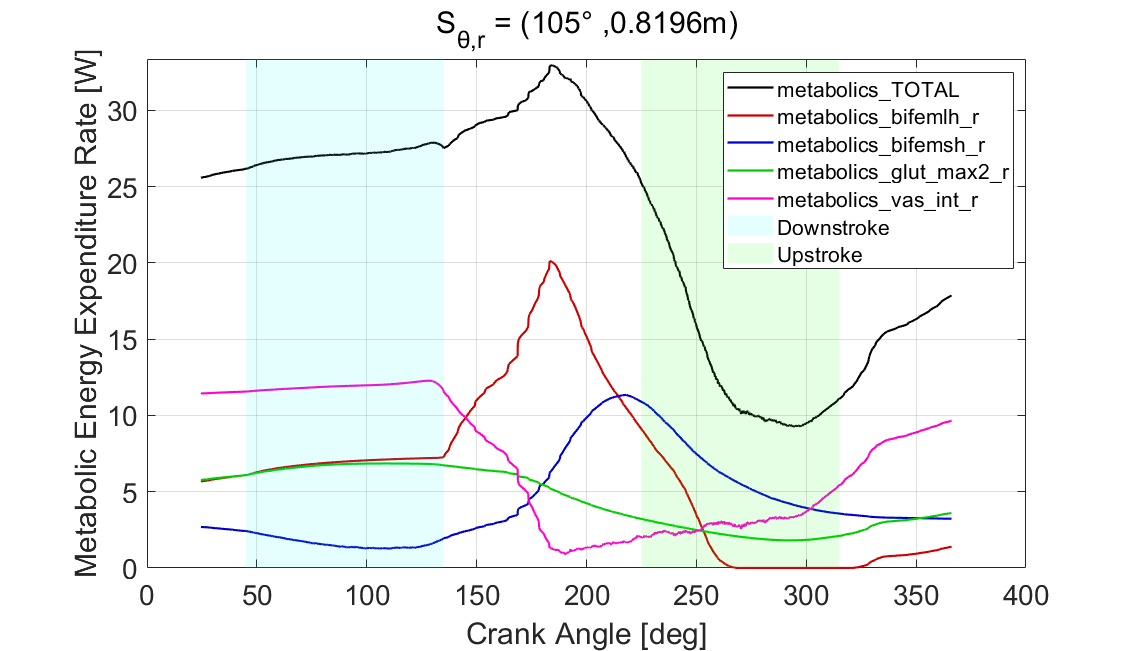 S_θ,r = (105° ,0.8196m)
Metabolic Energy Expenditure Rate [W]
30
25
20
15
10
5
0
metabolics_TOTAL
metabolics_bifemlh_r
metabolics_bifemsh_r
metabolics_glut_max2_r
metabolics_vas_int_r
Downstroke
Upstroke
0 50 100 150 200 250 300 350 400
Crank Angle [deg]